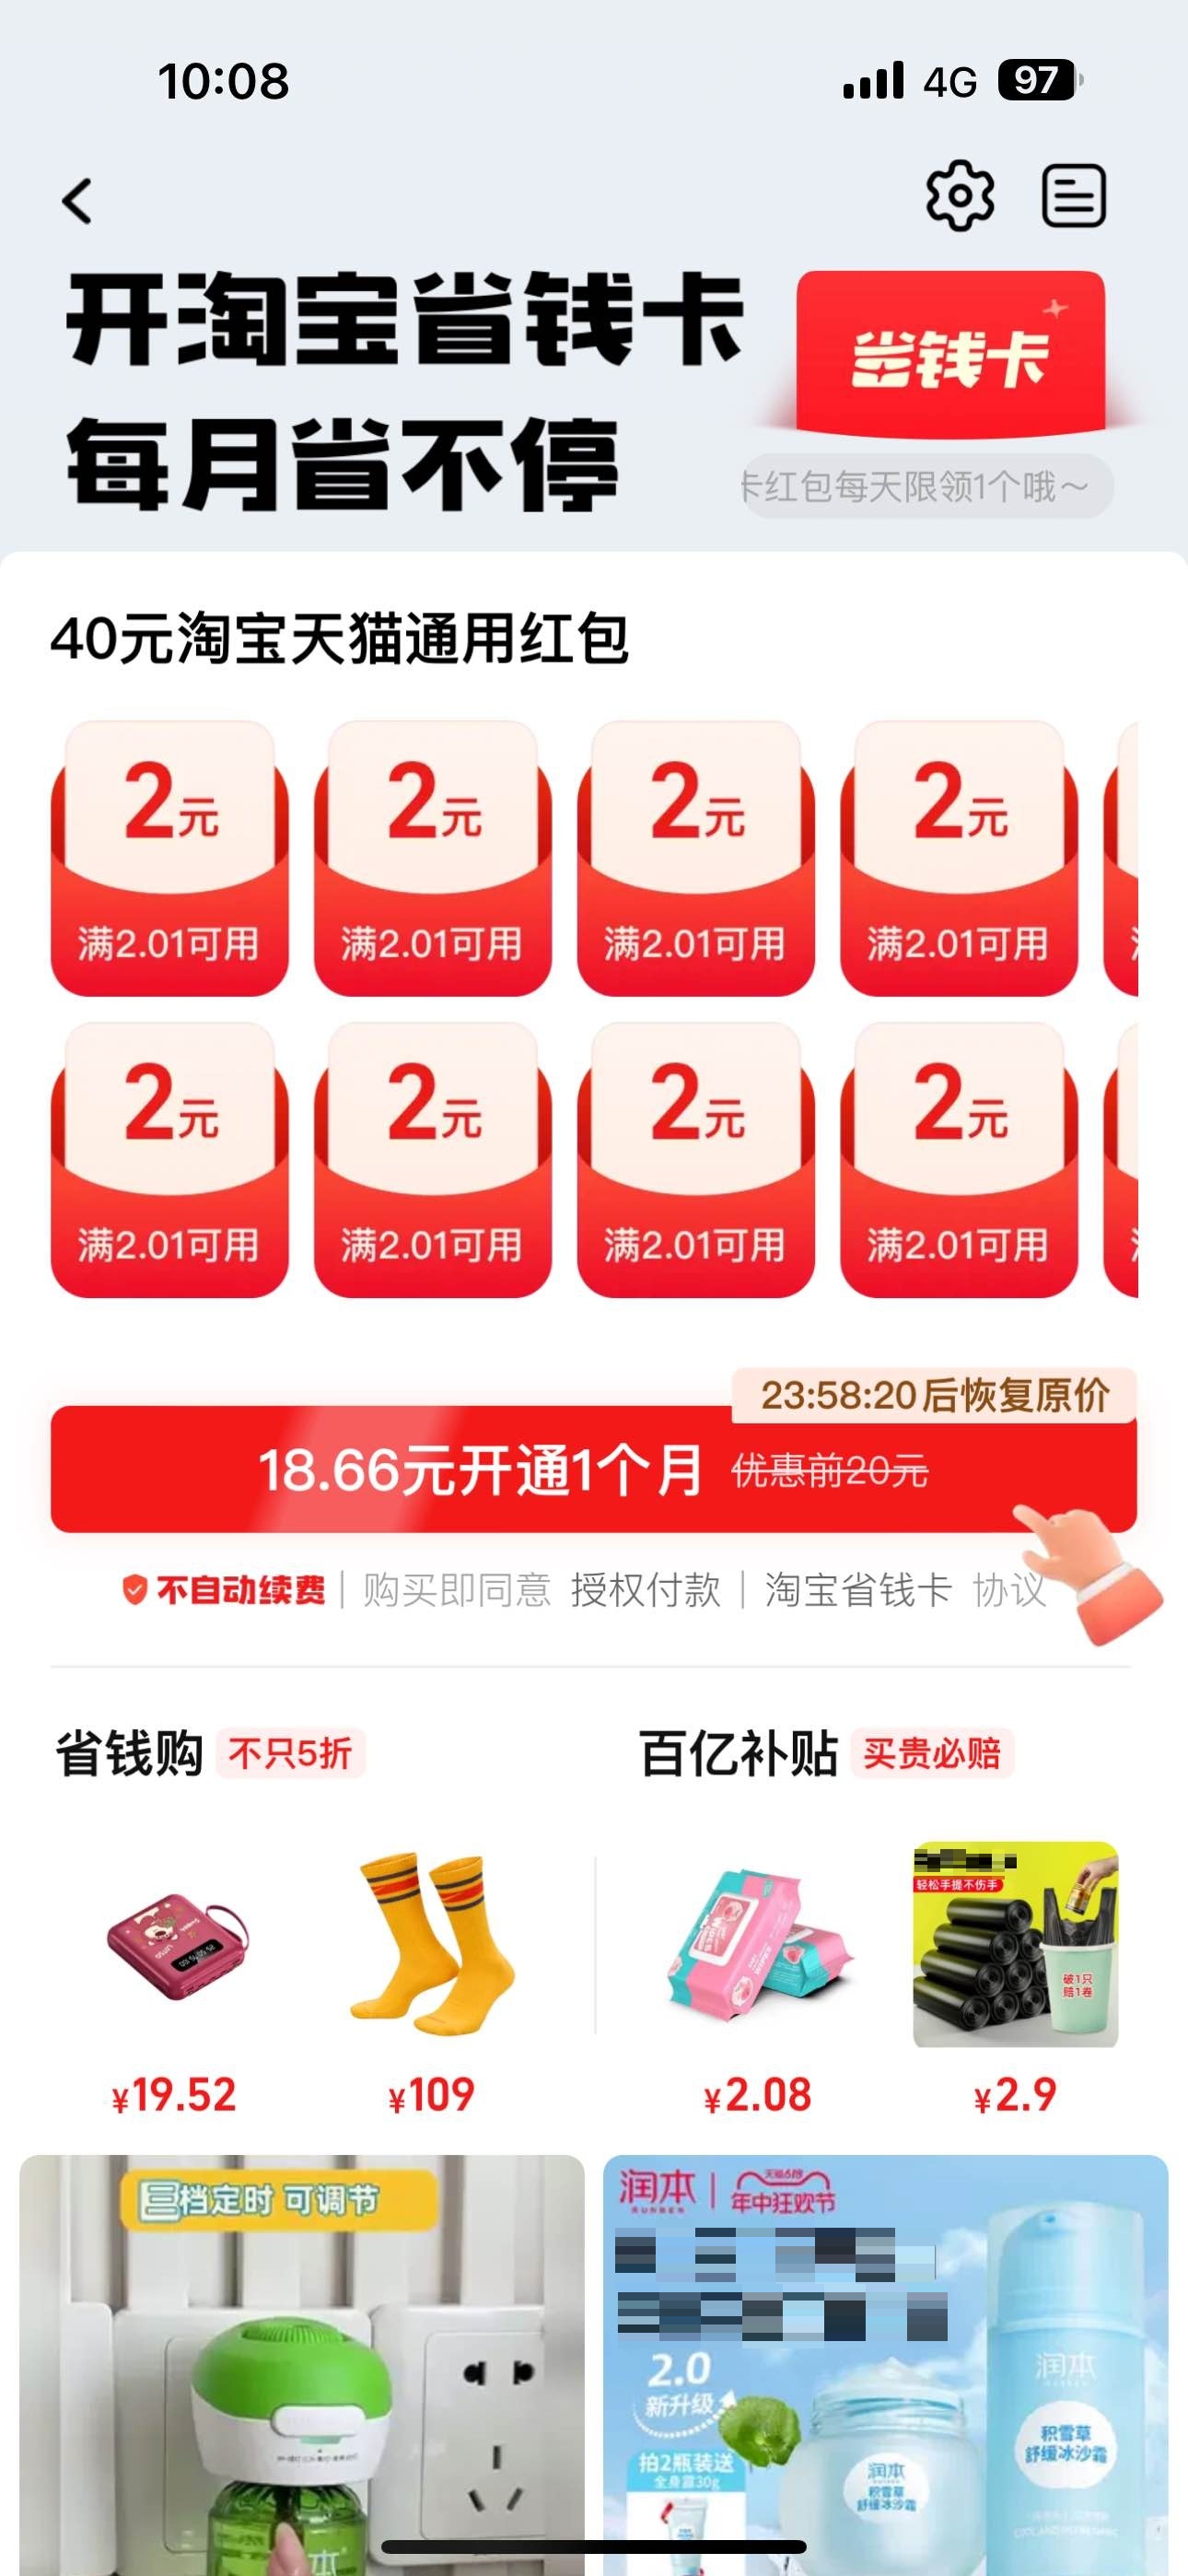 10:08
4G 97
开淘宝省钱卡
每月省不停
省钱卡
卡红包每天限领1个哦～
40元淘宝天猫通用红包
2元 2元 2元 2元
满2.01可用 满2.01可用 满2.01可用 满2.01可用
2元 2元 2元 2元
满2.01可用 满2.01可用 满2.01可用 满2.01可用
23:58:20后恢复原价
18.66元开通1个月 优惠前20元
不自动续费｜购买即同意 授权付款｜淘宝省钱卡 协议
省钱购 不只5折
百亿补贴 买贵必赔
轻松手提不伤手
破1只
赔1卷
¥19.52 ¥109 ¥2.08 ¥2.9
三档定时 可调节
润本 天猫618
年中狂欢节
2.0
新升级
拍2瓶装送
全身露30g
润本
积雪草
舒缓冰沙霜
润本
积雪草
舒缓冰沙霜